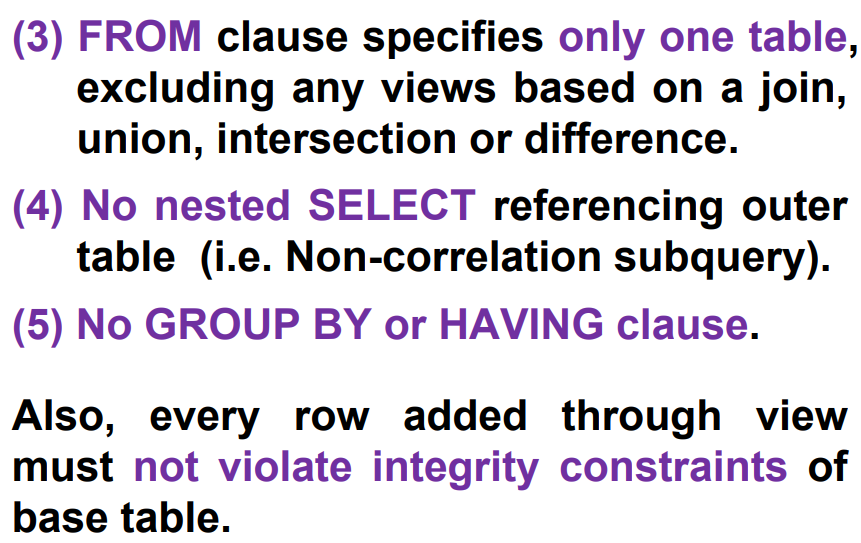 (3) FROM clause specifies only one table,
excluding any views based on a join,
union, intersection or difference.
(4) No nested SELECT referencing outer
table (i.e. Non-correlation subquery).
(5) No GROUP BY or HAVING clause.
Also, every row added through view
must not violate integrity constraints of
base table.